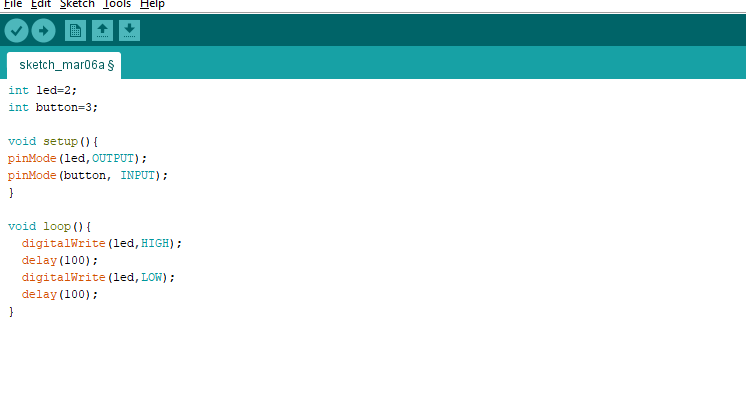 File Edit Sketch Tools Help
sketch_mar06a §
int led=2;
int button=3;
void setup(){
pinMode(led,OUTPUT);
pinMode(button, INPUT);
}
void loop(){
digitalWrite(led,HIGH);
delay(100);
digitalWrite(led,LOW);
delay(100);
}